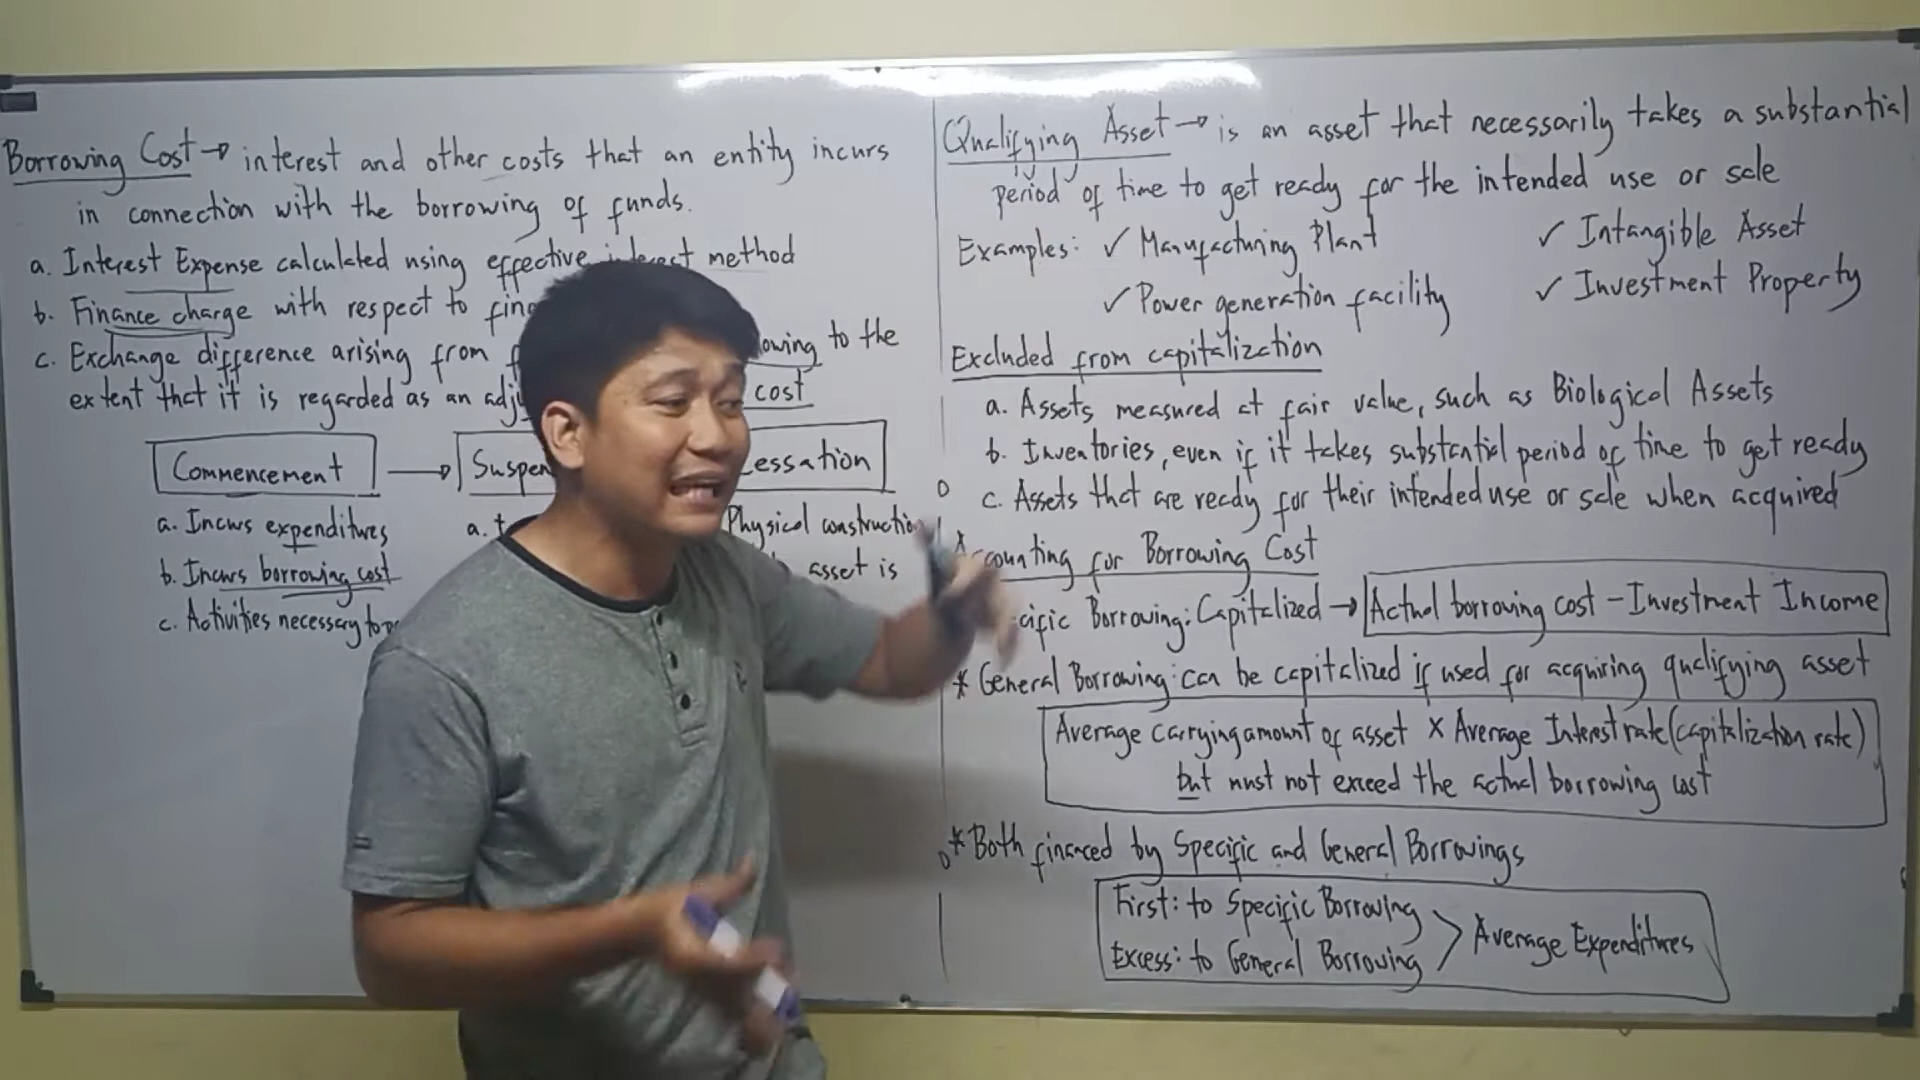 Borrowing Cost → interest and other costs that an entity incurs
in connection with the borrowing of funds.
a. Interest Expense calculated using effective interest method
b. Finance charge with respect to
c. Exchange difference arising from to the
extent that it is regarded as an cost
Commencement → 
a. Incurs expenditures
b. Incurs borrowing cost
c. Activities necessary to
a.
Physical construction
asset is
Qualifying Asset → is an asset that necessarily takes a substantial
period of time to get ready for the intended use or sale
Examples: ✓ Manufacturing Plant ✓ Intangible Asset
✓ Power generation facility ✓ Investment Property
Excluded from capitalization
a. Assets measured at fair value, such as Biological Assets
b. Inventories, even if it takes substantial period of time to get ready
c. Assets that are ready for their intended use or sale when acquired
Accounting for Borrowing Cost
Borrowing: Capitalized → Actual borrowing cost - Investment Income
* General Borrowing: can be capitalized if used for acquiring qualifying asset
Average carrying amount of asset x Average Interest rate (capitalization rate)
but must not exceed the actual borrowing cost
* Both financed by Specific and General Borrowings
First: to Specific Borrowing
Excess: to General Borrowing > Average Expenditures